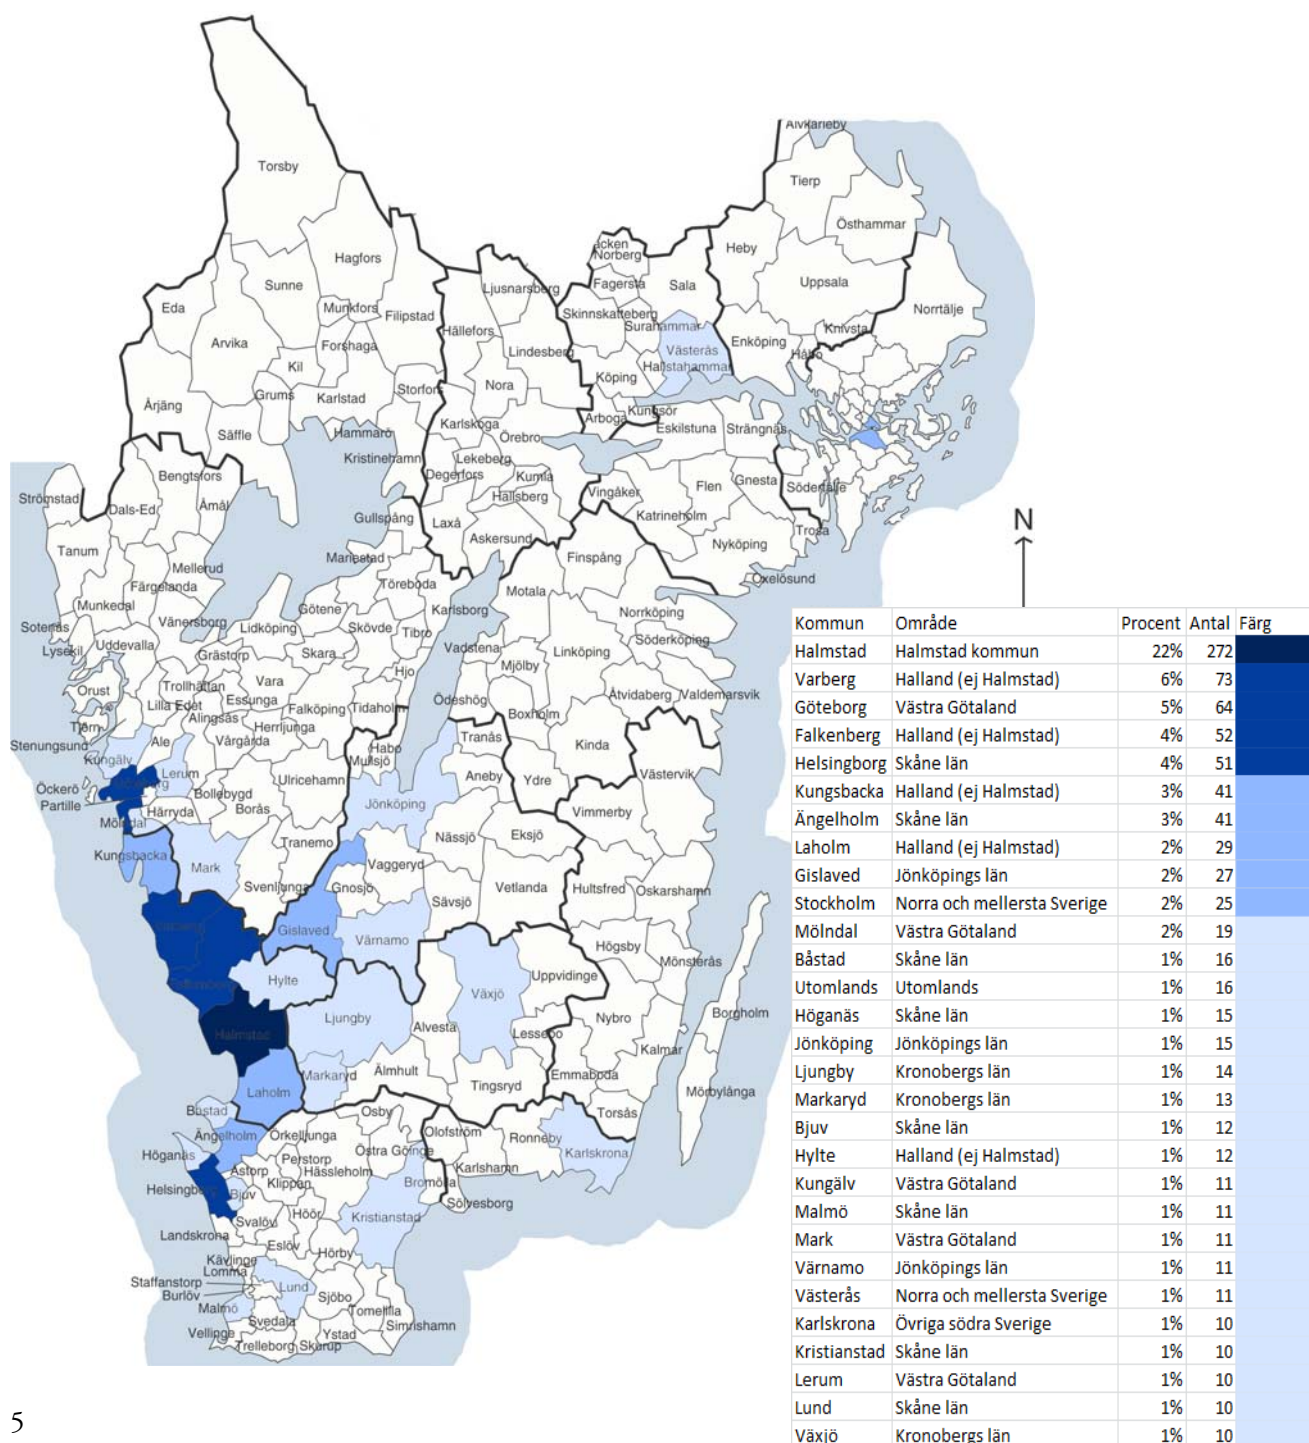 Torsby
Älvkarleby
Tierp
Östhammar
Hagfors
Heby
Norberg
Fagersta
Sala
Uppsala
Norrtälje
Sunne
Ljusnarsberg
Eda
Munkfors
Filipstad
Skinnskatteberg
Surahammar
Knivsta
Hällefors
Arvika
Forshaga
Lindesberg
Västerås
Enköping
Håbo
Kil
Hallstahammar
Köping
Nora
Grums
Karlstad
Storfors
Årjäng
Kungsör
Arboga
Karlskoga
Eskilstuna
Strängnäs
Säffle
Hammarö
Örebro
Kristinehamn
Lekeberg
Bengtsfors
Degerfors
Kumla
Gnesta
Flen
Södertälje
Strömstad
Hallsberg
Vingåker
Dals-Ed
Åmål
Gullspång
Laxå
Katrineholm
Trosa
Askersund
Nyköping
N
Tanum
Mariestad
Finspång
Mellerud
Töreboda
Oxelösund
Färgelanda
Motala
Munkedal
Götene
Karlsborg
Norrköping
Vänersborg
Sotenäs
Lidköping
Skövde
Tibro
Söderköping
Uddevalla
Vadstena
Lysekil
Grästorp
Skara
Linköping
Mjölby
Hjo
Trollhättan
Vara
Orust
Essunga
Åtvidaberg
Valdemarsvik
Lilla Edet
Falköping
Tidaholm
Ödeshög
Boxholm
Alingsås
Herrljunga
Tjörn
Tranås
Stenungsund
Ale
Vårgårda
Kinda
Habo
Kungälv
Mullsjö
Lerum
Ulricehamn
Aneby
Ydre
Västervik
Öckerö
Bollebygd
Partille
Borås
Jönköping
Härryda
Vimmerby
Mölndal
Eksjö
Tranemo
Nässjö
Kungsbacka
Mark
Vaggeryd
Svenljunga
Gnosjö
Vetlanda
Hultsfred
Oskarshamn
Sävsjö
Varberg
Gislaved
Värnamo
Högsby
Mönsterås
Uppvidinge
Falkenberg
Hylte
Växjö
Borgholm
Ljungby
Nybro
Halmstad
Alvesta
Lessebo
Kalmar
Markaryd
Älmhult
Emmaboda
Laholm
Tingsryd
Mörbylånga
Båstad
Osby
Torsås
Ängelholm
Örkelljunga
Olofström
Ronneby
Höganäs
Perstorp
Östra Göinge
Karlskrona
Åstorp
Hässleholm
Karlshamn
Helsingborg
Bjuv
Klippan
Bromölla
Sölvesborg
Svalöv
Höör
Kristianstad
Landskrona
Eslöv
Hörby
Kävlinge
Lomma
Staffanstorp
Lund
Burlöv
Sjöbo
Malmö
Tomelilla
Svedala
Simrishamn
Vellinge
Ystad
Trelleborg
Skurup
Kommun Område Procent Antal Färg
Halmstad Halmstad kommun 22% 272
Varberg Halland (ej Halmstad) 6% 73
Göteborg Västra Götaland 5% 64
Falkenberg Halland (ej Halmstad) 4% 52
Helsingborg Skåne län 4% 51
Kungsbacka Halland (ej Halmstad) 3% 41
Ängelholm Skåne län 3% 41
Laholm Halland (ej Halmstad) 2% 29
Gislaved Jönköpings län 2% 27
Stockholm Norra och mellersta Sverige 2% 25
Mölndal Västra Götaland 2% 19
Båstad Skåne län 1% 16
Utomlands Utomlands 1% 16
Höganäs Skåne län 1% 15
Jönköping Jönköpings län 1% 15
Ljungby Kronobergs län 1% 14
Markaryd Kronobergs län 1% 13
Bjuv Skåne län 1% 12
Hylte Halland (ej Halmstad) 1% 12
Kungälv Västra Götaland 1% 11
Malmö Skåne län 1% 11
Mark Västra Götaland 1% 11
Värnamo Jönköpings län 1% 11
Västerås Norra och mellersta Sverige 1% 11
Karlskrona Övriga södra Sverige 1% 10
Kristianstad Skåne län 1% 10
Lerum Västra Götaland 1% 10
Lund Skåne län 1% 10
Växjö Kronobergs län 1% 10
5